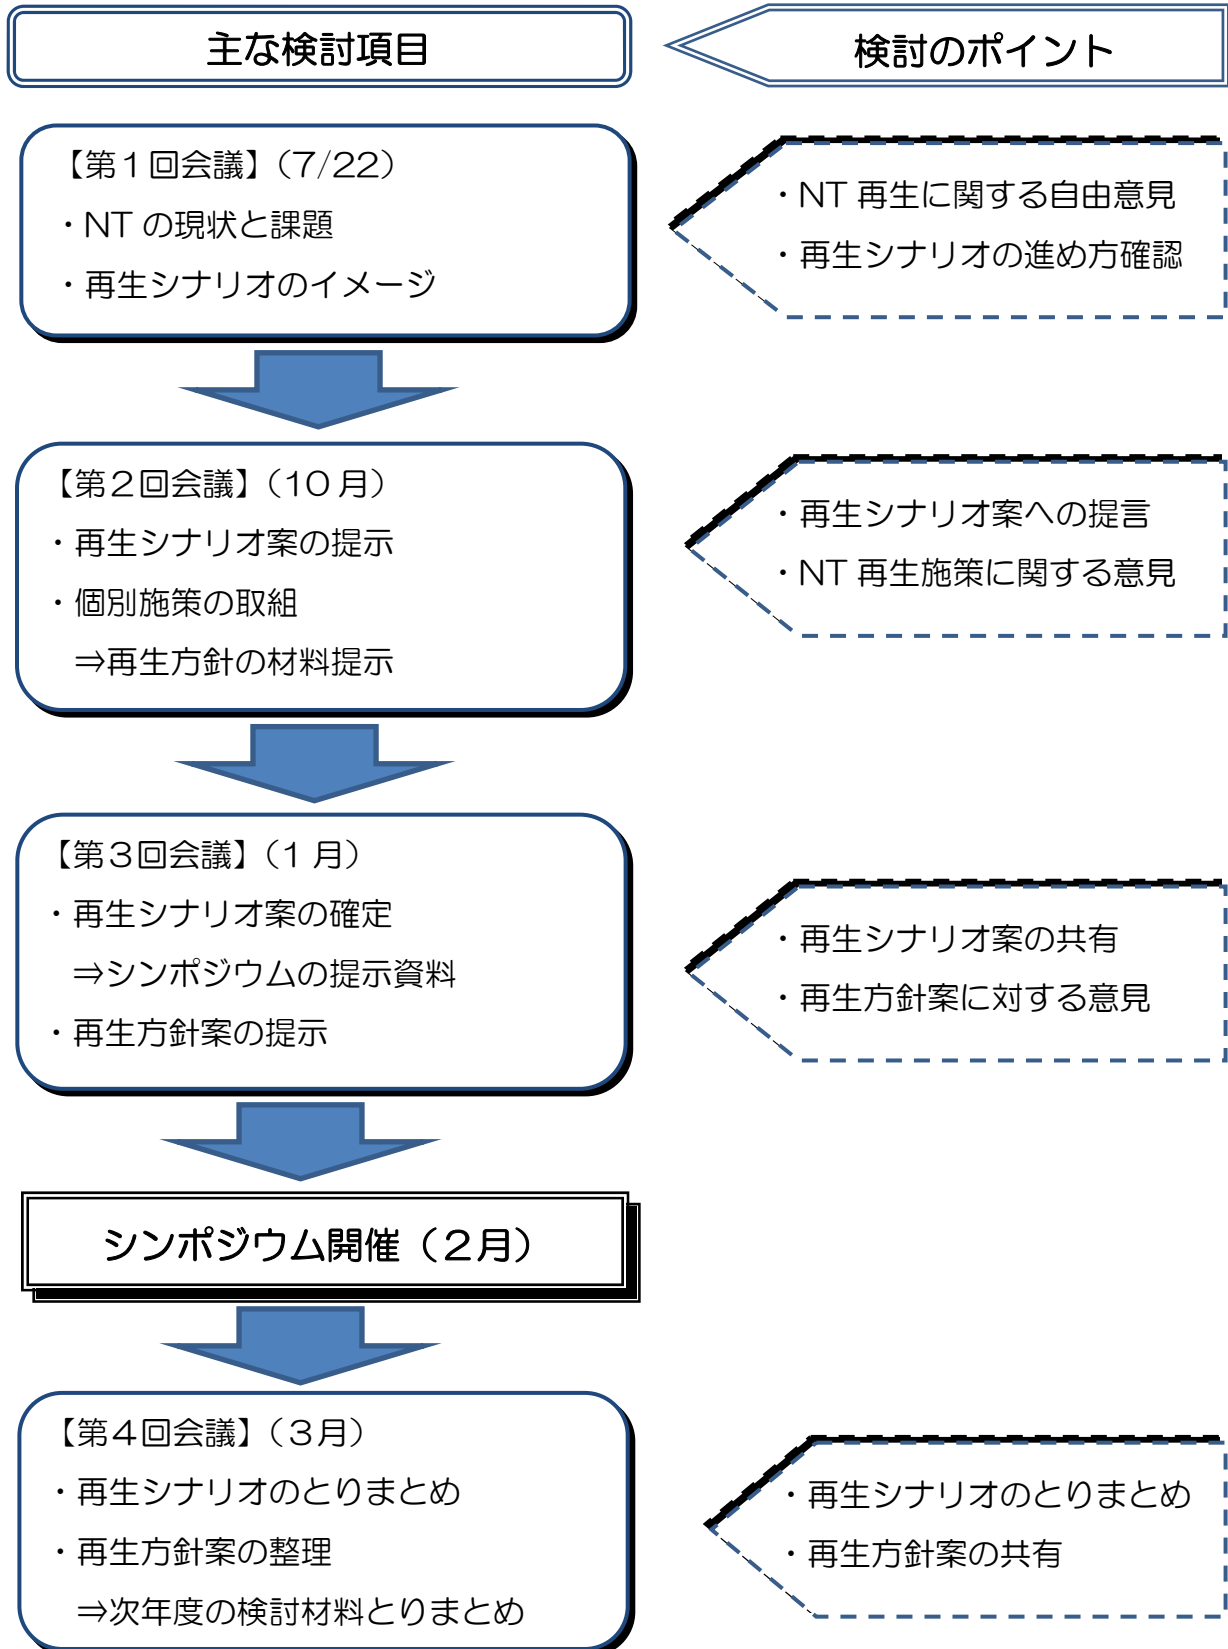 主な検討項目
検討のポイント
【第1回会議】（7/22）
・NT の現状と課題
・再生シナリオのイメージ
・NT 再生に関する自由意見
・再生シナリオの進め方確認
【第2回会議】（10 月）
・再生シナリオ案の提示
・個別施策の取組
⇒再生方針の材料提示
・再生シナリオ案への提言
・NT 再生施策に関する意見
【第3回会議】（1 月）
・再生シナリオ案の確定
⇒シンポジウムの提示資料
・再生方針案の提示
・再生シナリオ案の共有
・再生方針案に対する意見
シンポジウム開催（2月）
【第4回会議】（3月）
・再生シナリオのとりまとめ
・再生方針案の整理
⇒次年度の検討材料とりまとめ
・再生シナリオのとりまとめ
・再生方針案の共有